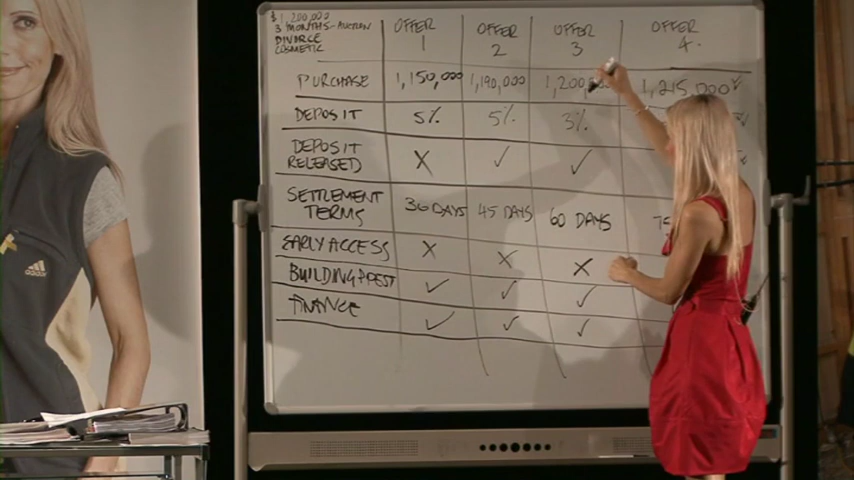 $1,200,000
3 MONTHS - AUCTION
DIVORCE
COSMETIC
OFFER 1 OFFER 2 OFFER 3 OFFER 4
PURCHASE 1,150,000 1,190,000 1,200, 1,215,000 ✓
DEPOSIT 5% 5% 3%
DEPOSIT RELEASED X ✓ ✓
SETTLEMENT TERMS 36 DAYS 45 DAYS 60 DAYS
EARLY ACCESS X X X
BUILDING + PEST ✓ ✓ ✓
FINANCE ✓ ✓ ✓
adidas